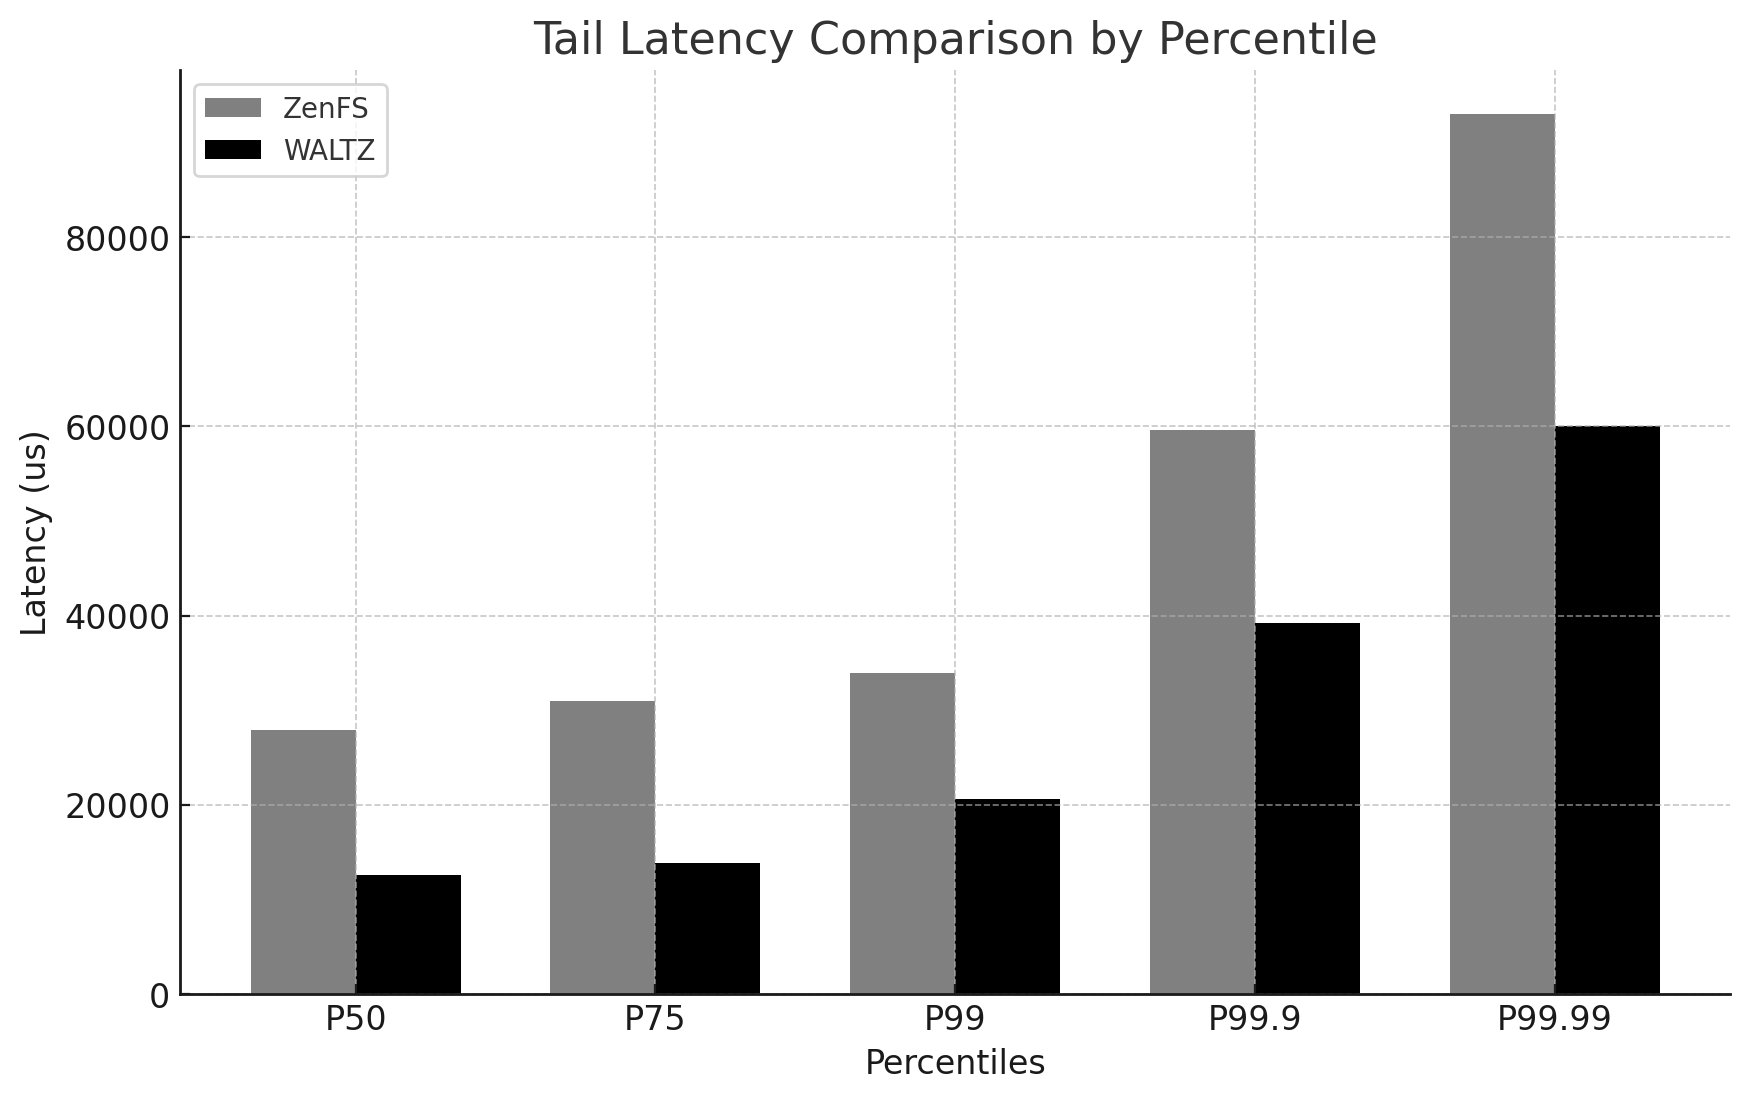 Tail Latency Comparison by Percentile
ZenFS
WALTZ
80000
60000
40000
20000
0
Latency (us)
P50 P75 P99 P99.9 P99.99
Percentiles